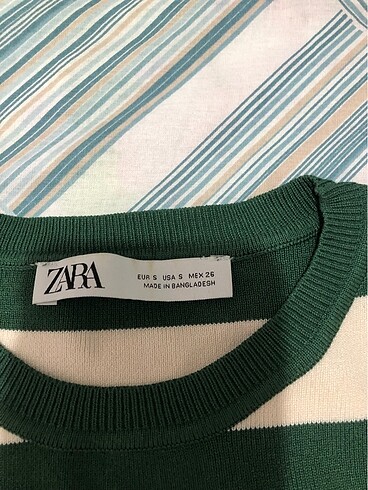 ZARA
EUR S USA S MEX 26
MADE IN BANGLADESH